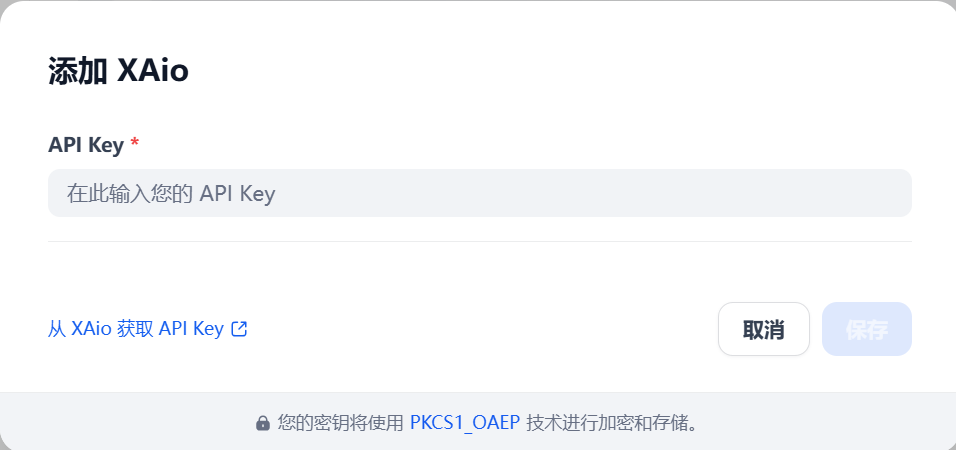 添加 XAio
API Key *
在此输入您的 API Key
从 XAio 获取 API Key
取消
保存
您的密钥将使用 PKCS1_OAEP 技术进行加密和存储。